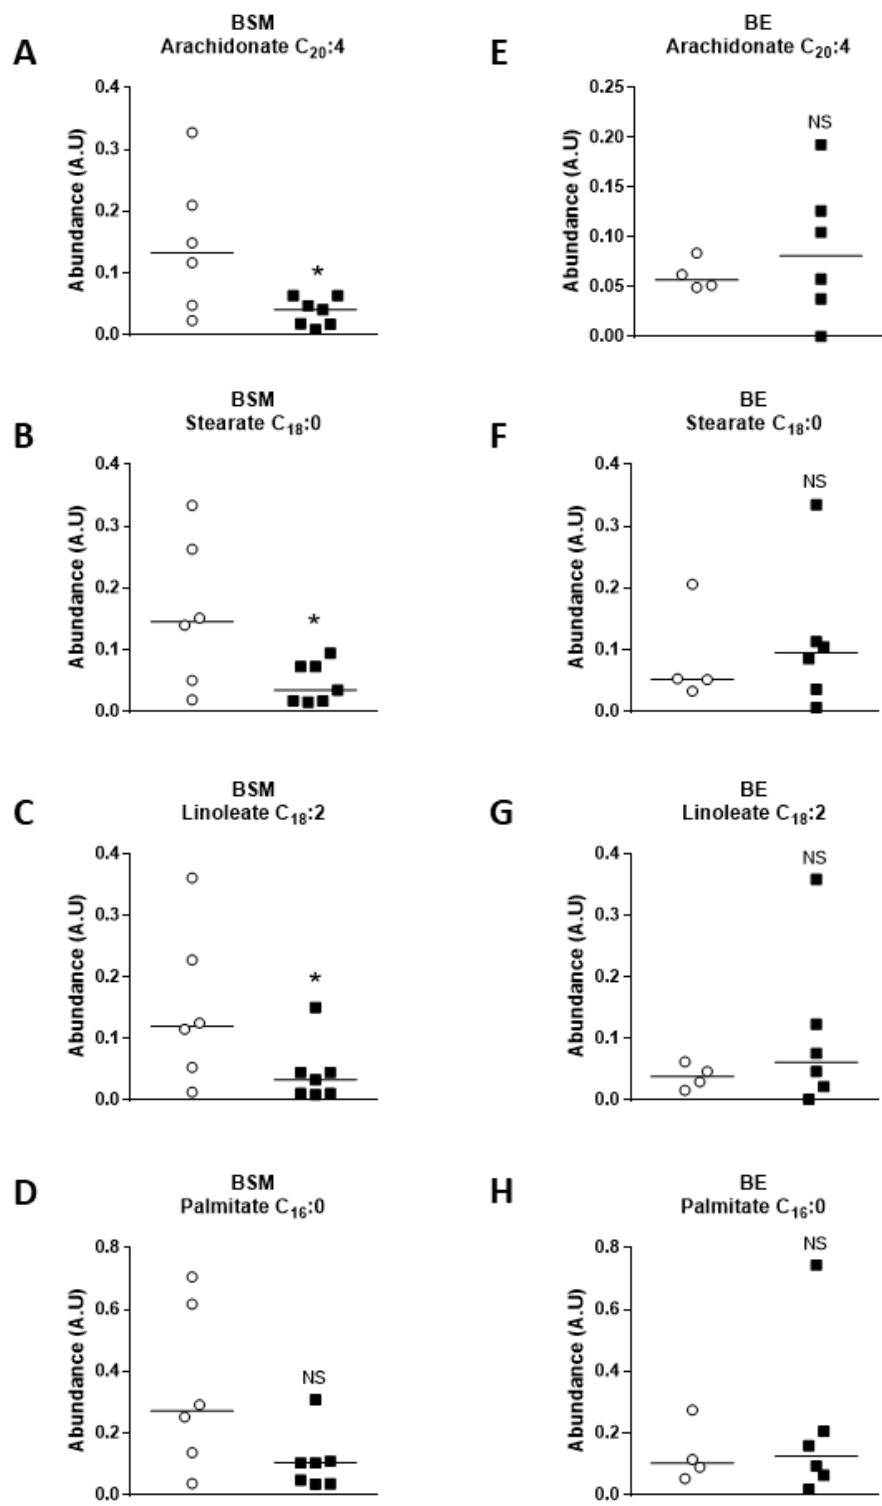 A
BSM
Arachidonate C20:4
Abundance (A.U)
0.4
0.3
0.2
0.1
0.0
*
E
BE
Arachidonate C20:4
Abundance (A.U)
0.25
0.20
0.15
0.10
0.05
0.00
NS
B
BSM
Stearate C18:0
Abundance (A.U)
0.4
0.3
0.2
0.1
0.0
*
F
BE
Stearate C18:0
Abundance (A.U)
0.4
0.3
0.2
0.1
0.0
NS
C
BSM
Linoleate C18:2
Abundance (A.U)
0.4
0.3
0.2
0.1
0.0
*
G
BE
Linoleate C18:2
Abundance (A.U)
0.4
0.3
0.2
0.1
0.0
NS
D
BSM
Palmitate C16:0
Abundance (A.U)
0.8
0.6
0.4
0.2
0.0
NS
H
BE
Palmitate C16:0
Abundance (A.U)
0.8
0.6
0.4
0.2
0.0
NS